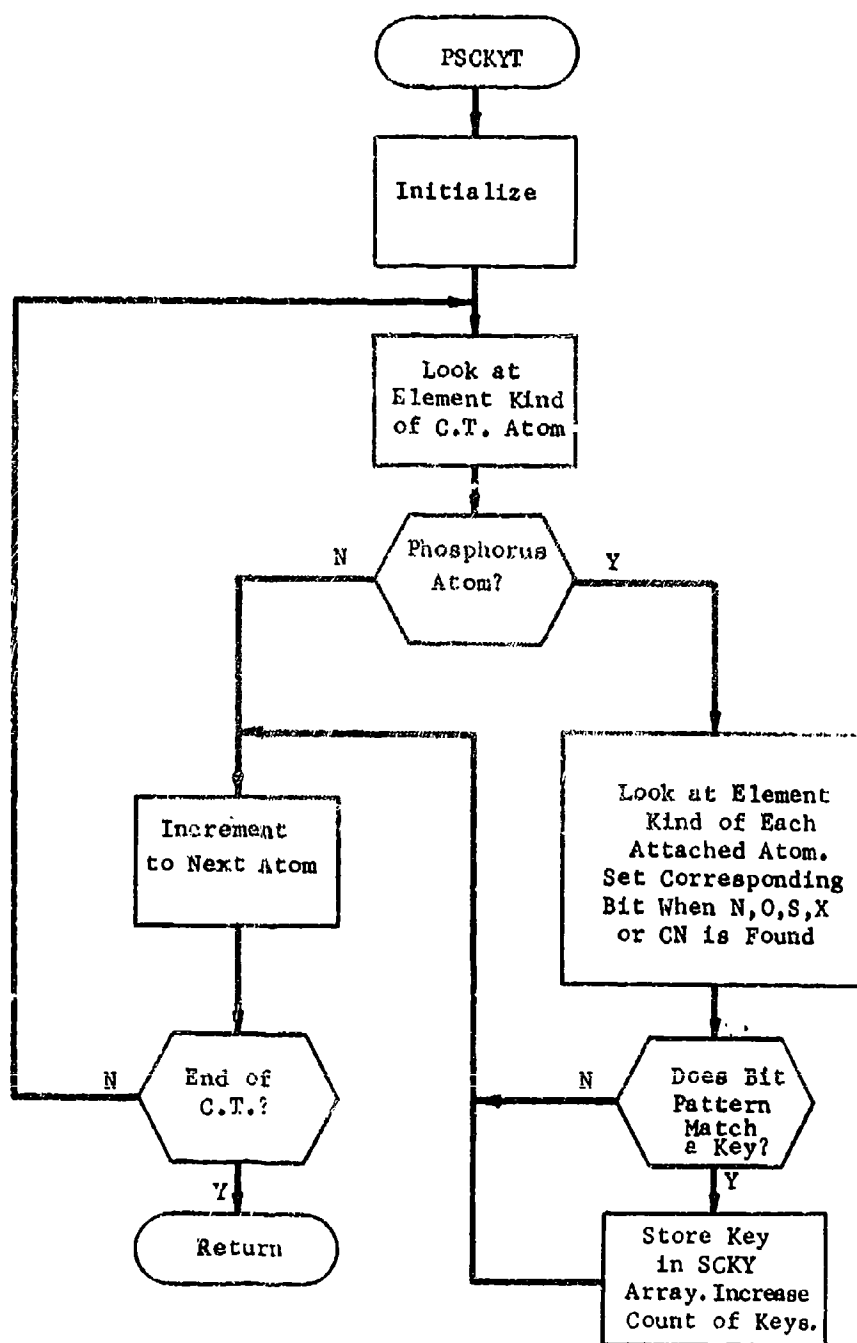 PSCKYT
Initialize
Look at
Element Kind
of C.T. Atom
Phosphorus
Atom?
N
Y
Look at Element
Kind of Each
Attached Atom.
Set Corresponding
Bit When N,O,S,X
or CN is Found
Increment
to Next Atom
N
End of
C.T.?
Y
N
Does Bit
Pattern
Match
a Key?
Y
Return
Store Key
in SCKY
Array. Increase
Count of Keys.